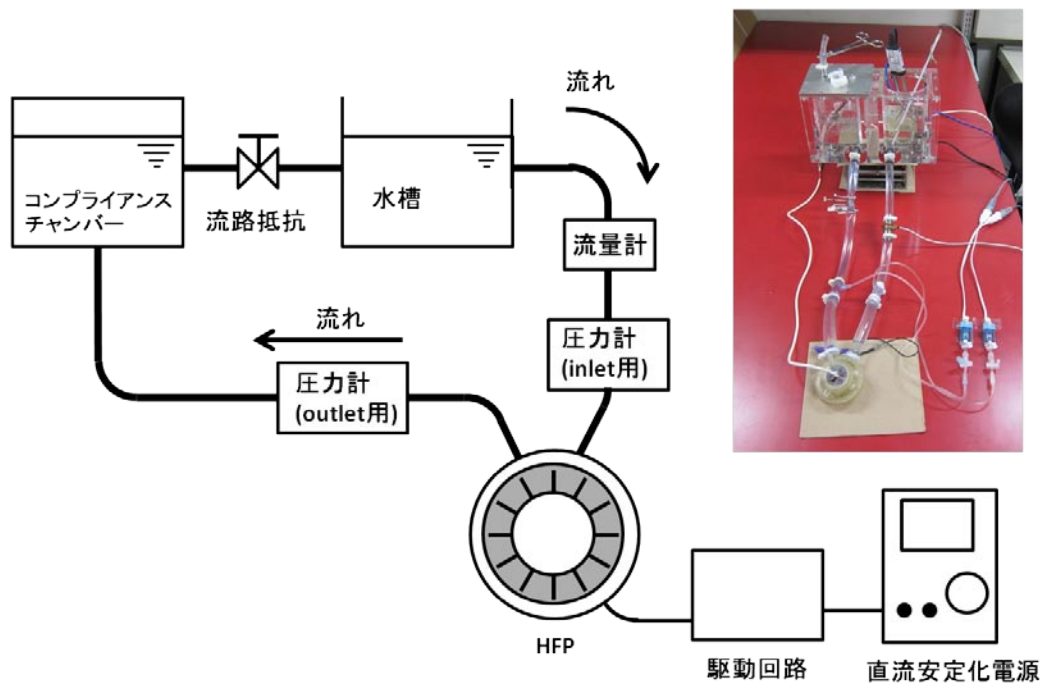 流れ
コンプライアンス
チャンバー
流路抵抗
水槽
流量計
流れ
圧力計
(inlet用)
圧力計
(outlet用)
HFP
駆動回路
直流安定化電源